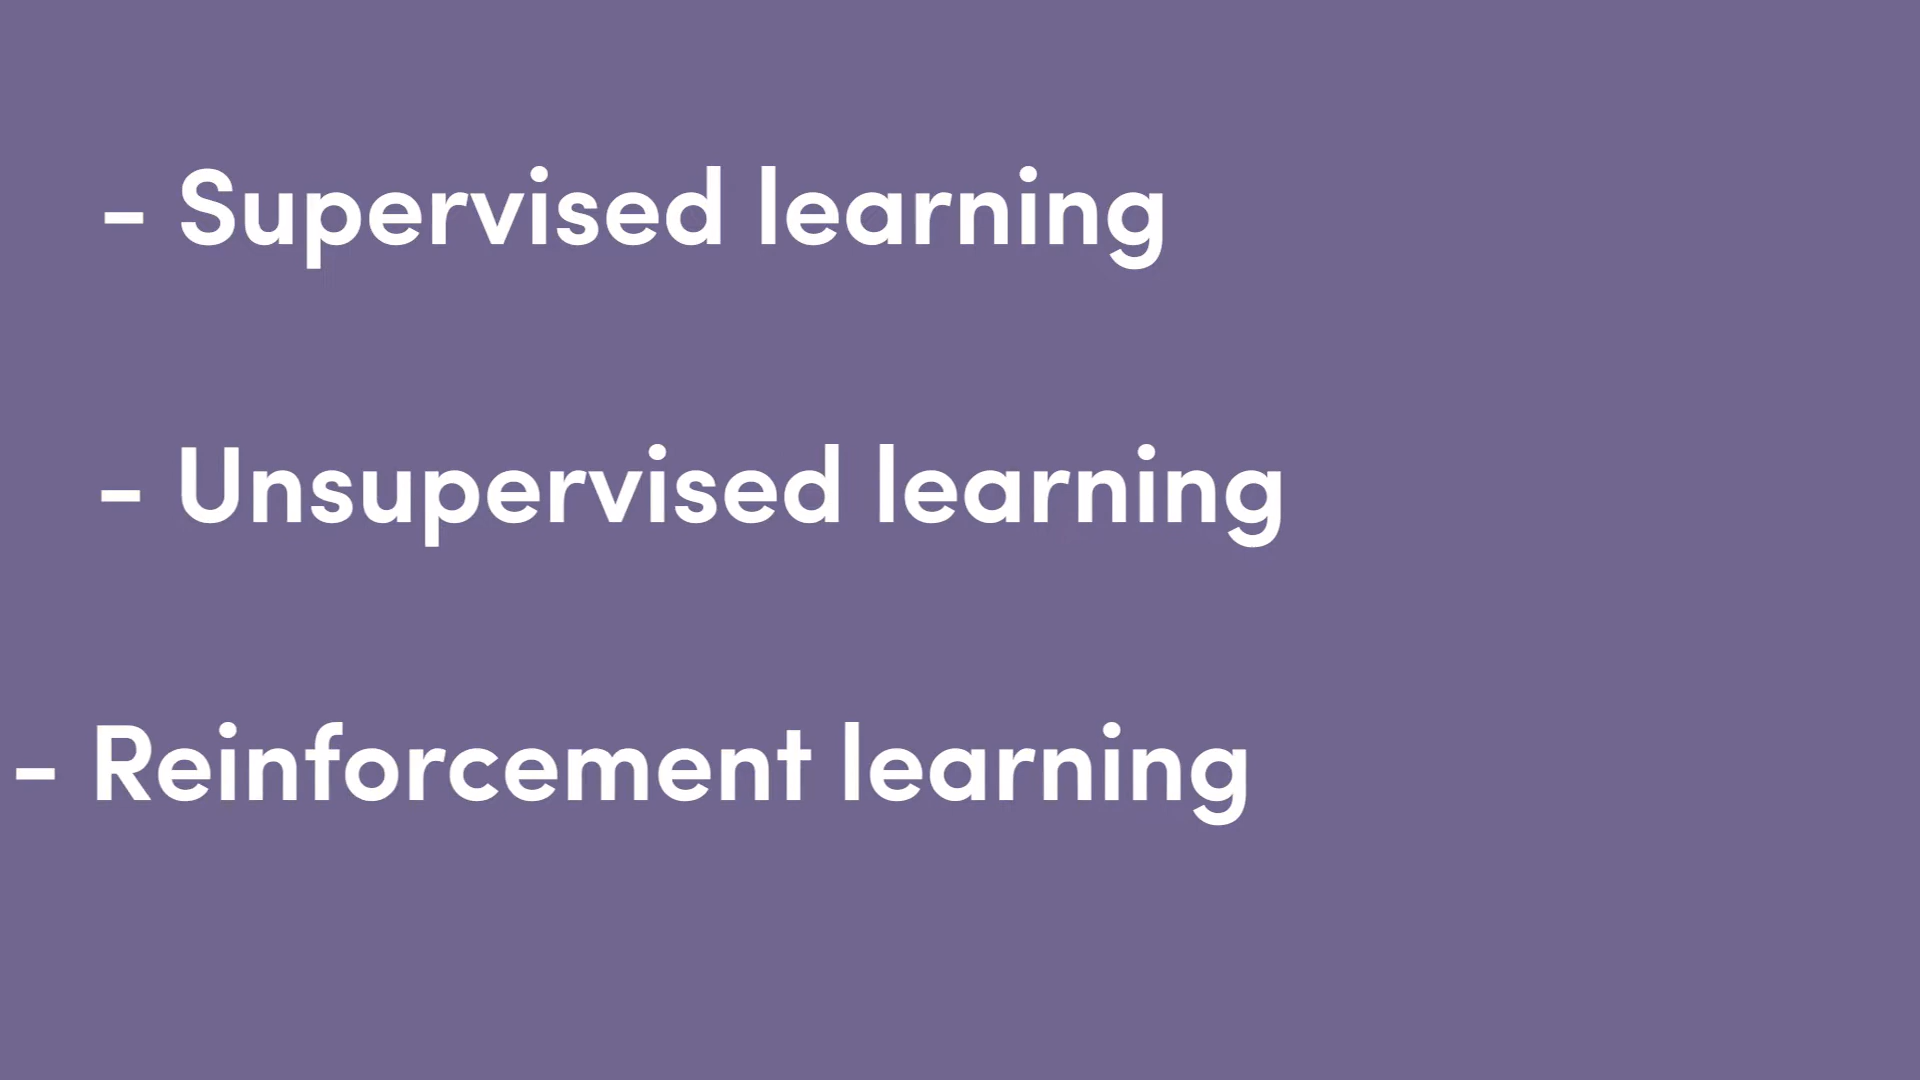 - Supervised learning
- Unsupervised learning
- Reinforcement learning